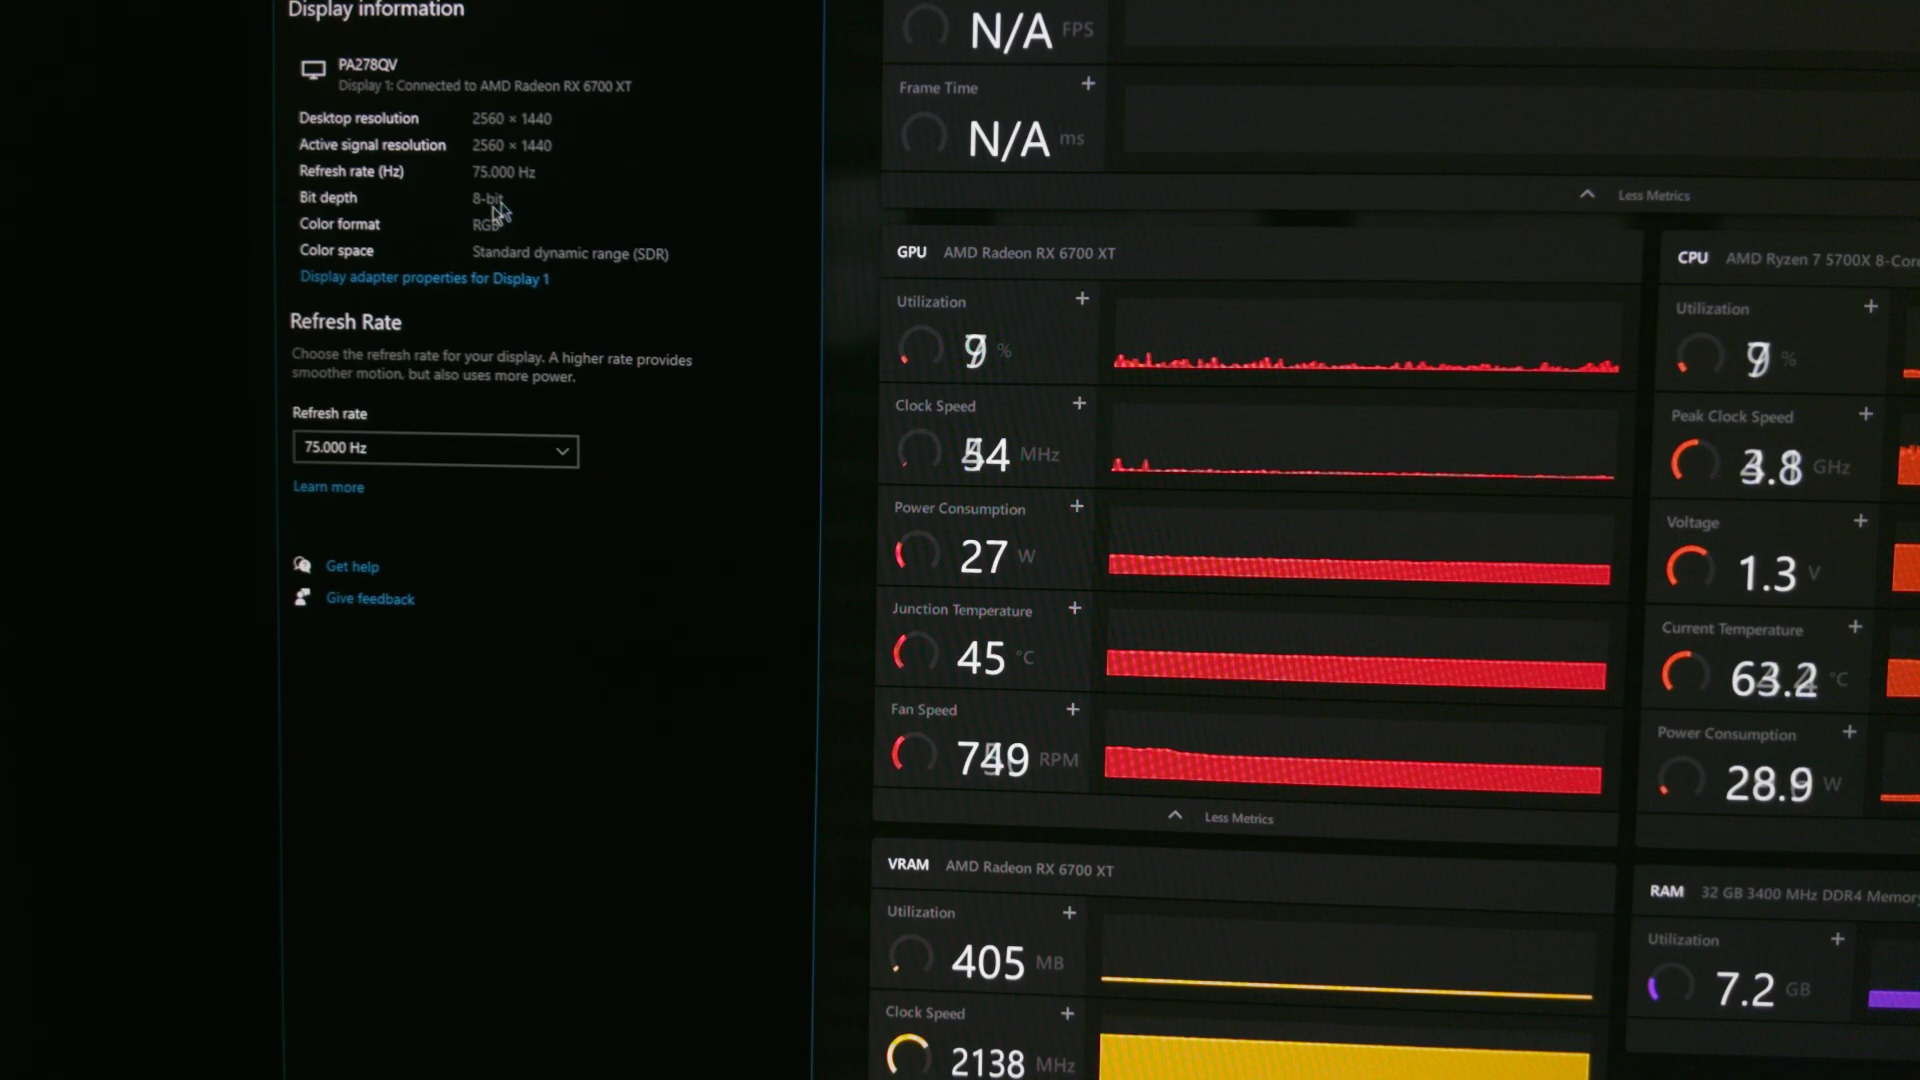 Display information
PA278QV
Display 1: Connected to AMD Radeon RX 6700 XT
Desktop resolution 2560 × 1440
Active signal resolution 2560 × 1440
Refresh rate (Hz) 75.000 Hz
Bit depth 8-bit
Color format RGB
Color space Standard dynamic range (SDR)
Display adapter properties for Display 1
Refresh Rate
Choose the refresh rate for your display. A higher rate provides
smoother motion, but also uses more power.
Refresh rate
75.000 Hz
Learn more
Get help
Give feedback
N/A FPS
Frame Time +
N/A ms
Less Metrics
GPU AMD Radeon RX 6700 XT
Utilization +
%
Clock Speed +
MHz
Power Consumption +
27 W
Junction Temperature +
45 °C
Fan Speed +
RPM
Less Metrics
VRAM AMD Radeon RX 6700 XT
Utilization +
405 MB
Clock Speed +
2138 MHz
CPU AMD Ryzen 7 5700X 8-Core
Utilization +
%
Peak Clock Speed +
GHz
Voltage +
1.3 V
Current Temperature +
°C
Power Consumption +
28.9 W
RAM 32 GB 3400 MHz DDR4 Memory
Utilization +
7.2 GB